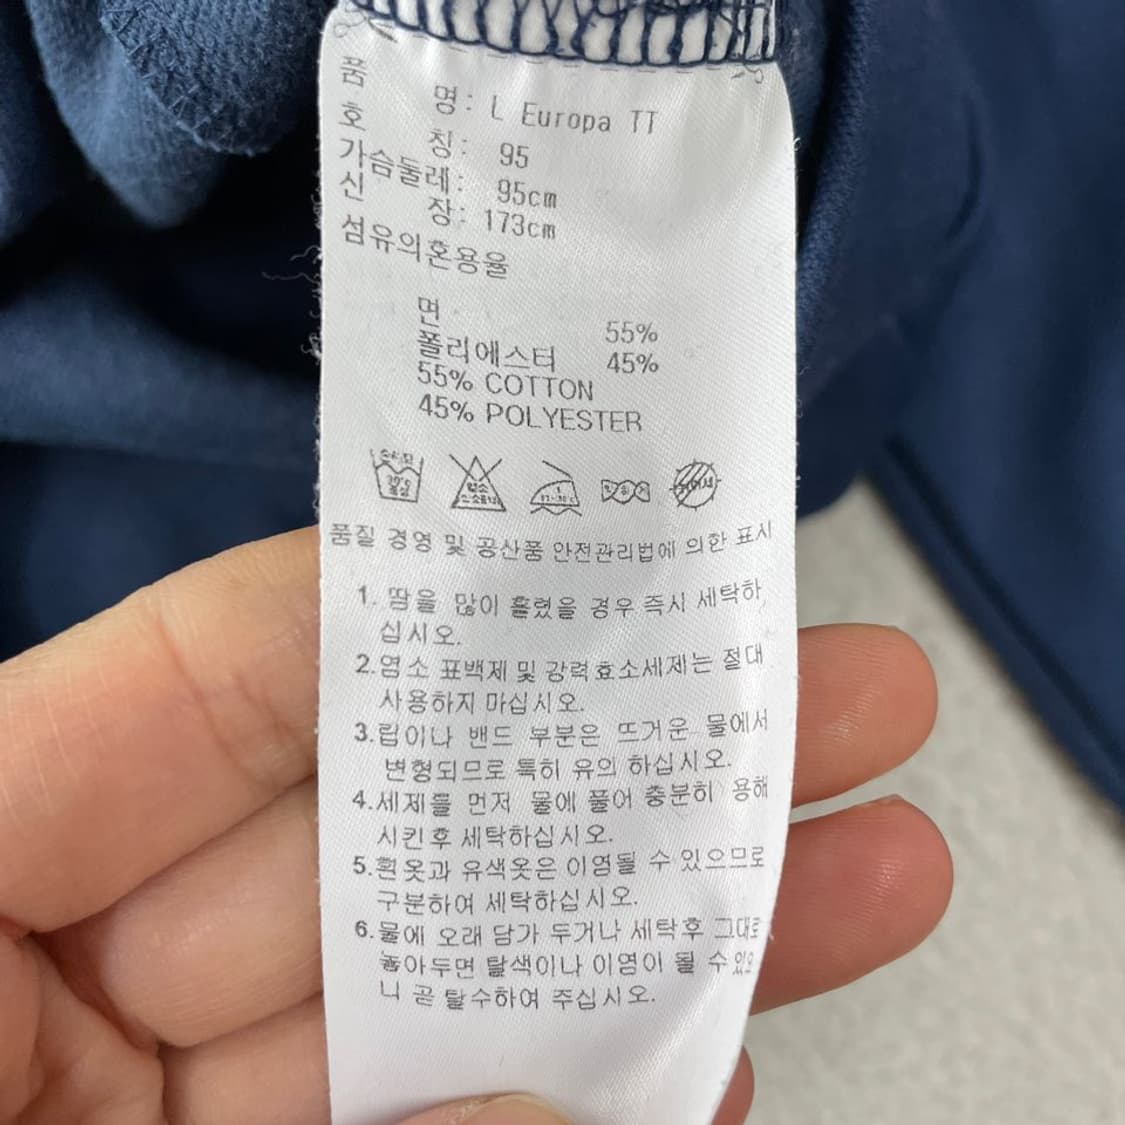 품 명: L Europa TT
호 칭: 95
가슴둘레: 95cm
신 장: 173cm
섬유의혼용율
면 55%
폴리에스터 45%
55% COTTON
45% POLYESTER
30℃
중성
염소
드라이
품질 경영 및 공산품 안전관리법에 의한 표시
1. 땀을 많이 흘렸을 경우 즉시 세탁하
십시오.
2.염소 표백제 및 강력효소세제는 절대
사용하지 마십시오.
3.립이나 밴드 부분은 뜨거운 물에서
변형되므로 특히 유의 하십시오.
4.세제를 먼저 물에 풀어 충분히 용해
시킨후 세탁하십시오.
5.흰옷과 유색옷은 이염될 수 있으므로
구분하여 세탁하십시오.
6.물에 오래 담가 두거나 세탁후 그대로
놓아두면 탈색이나 이염이 될 수 있으
니 곧 탈수하여 주십시오.